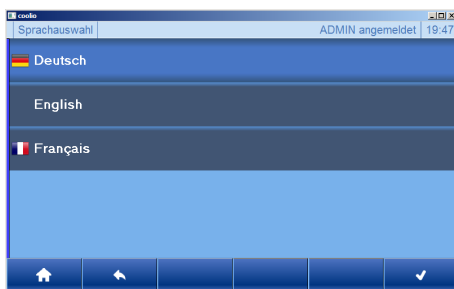 coolio
Sprachauswahl ADMIN angemeldet 19:47
Deutsch
English
Français